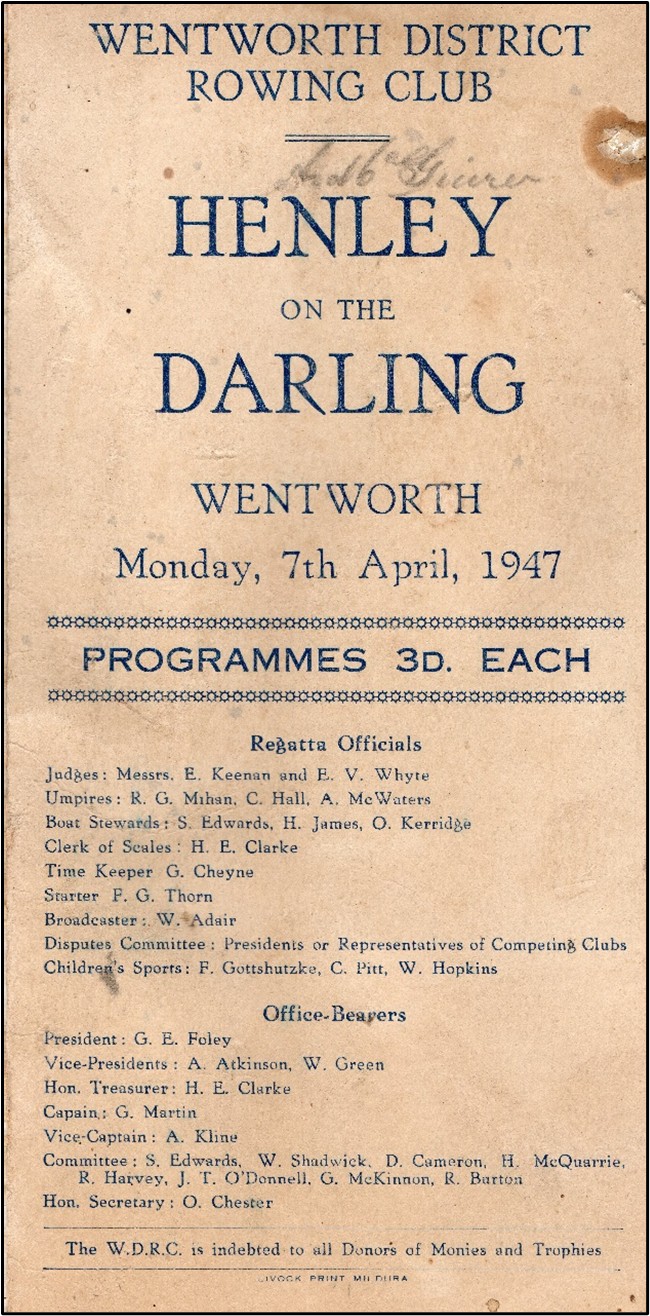 WENTWORTH DISTRICT
ROWING CLUB
HENLEY
ON THE
DARLING
WENTWORTH
Monday, 7th April, 1947
PROGRAMMES 3D. EACH
Regatta Officials
Judges: Messrs. E. Keenan and E. V. Whyte
Umpires: R. G. Mihan, C. Hall, A. McWaters
Boat Stewards: S. Edwards, H. James, O. Kerridge
Clerk of Scales: H. E. Clarke
Time Keeper G. Cheyne
Starter F. G. Thorn
Broadcaster: W. Adair
Disputes Committee: Presidents or Representatives of Competing Clubs
Children's Sports: F. Gottshutzke, C. Pitt, W. Hopkins
Office-Bearers
President: G. E. Foley
Vice-Presidents: A. Atkinson, W. Green
Hon. Treasurer: H. E. Clarke
Capain: G. Martin
Vice-Captain: A. Kline
Committee: S. Edwards, W. Shadwick, D. Cameron, H. McQuarrie,
R. Harvey, J. T. O'Donnell, G. McKinnon, R. Burton
Hon. Secretary: O. Chester
The W.D.R.C. is indebted to all Donors of Monies and Trophies
PRINT MILDURA